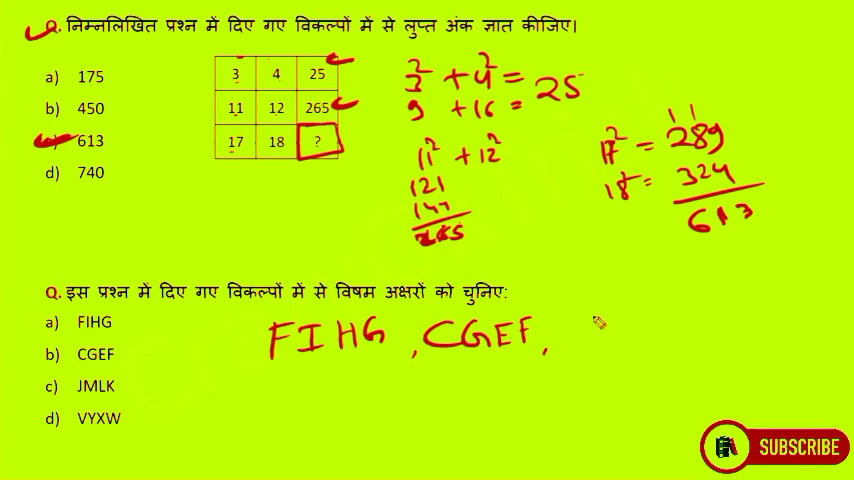 Q. निम्नलिखित प्रश्न में दिए गए विकल्पों में से लुप्त अंक ज्ञात कीजिए।
a) 175
b) 450
c) 613
d) 740
3 4 25
11 12 265
17 18 ?
3² + 4² = 25
9 + 16 =
11² + 12²
121
144
265
17² = 289
18² = 324
613
Q. इस प्रश्न में दिए गए विकल्पों में से विषम अक्षरों को चुनिए:
a) FIHG
b) CGEF
c) JMLK
d) VYXW
FIHG , CGEF ,
SUBSCRIBE